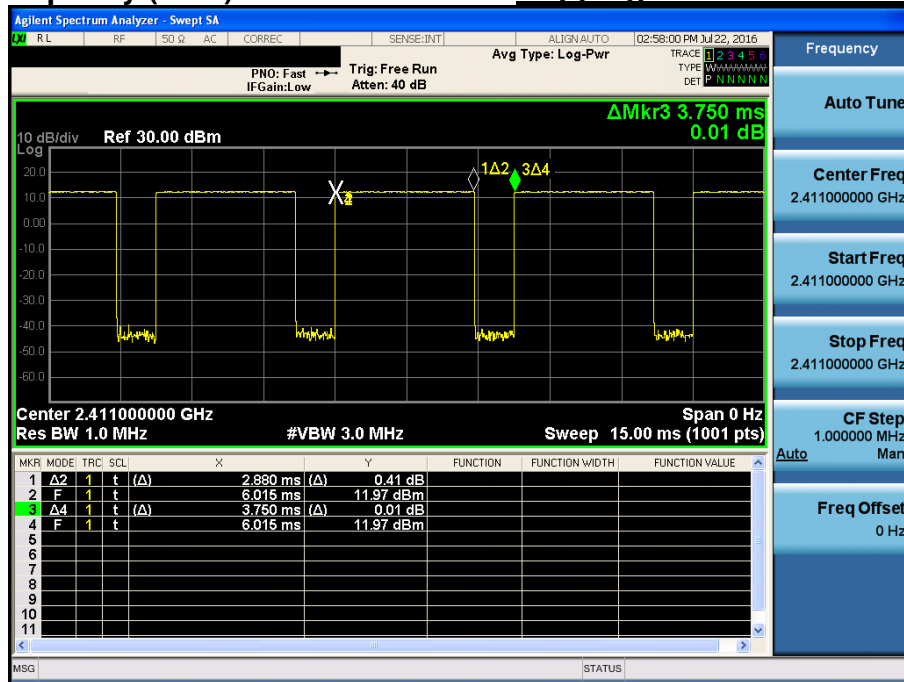 Agilent Spectrum Analyzer - Swept SA
LXI RL RF 50 Ω AC CORREC SENSE:INT ALIGN AUTO 02:58:00 PM Jul 22, 2016
PNO: Fast Trig: Free Run Avg Type: Log-Pwr TRACE 1 2 3 4 5 6
IFGain:Low Atten: 40 dB TYPE WWWWWW
DET P N N N N N
ΔMkr3 3.750 ms
0.01 dB
10 dB/div Ref 30.00 dBm
Log
20.0
10.0
0.00
-10.0
-20.0
-30.0
-40.0
-50.0
-60.0
X
1Δ2
3Δ4
Center 2.411000000 GHz Span 0 Hz
Res BW 1.0 MHz #VBW 3.0 MHz Sweep 15.00 ms (1001 pts)
MKR MODE TRC SCL X Y FUNCTION FUNCTION WIDTH FUNCTION VALUE
1 Δ2 1 t (Δ) 2.880 ms (Δ) 0.41 dB
2 F 1 t 6.015 ms 11.97 dBm
3 Δ4 1 t (Δ) 3.750 ms (Δ) 0.01 dB
4 F 1 t 6.015 ms 11.97 dBm
5
6
7
8
9
10
11
MSG STATUS
Frequency
Auto Tune
Center Freq
2.411000000 GHz
Start Freq
2.411000000 GHz
Stop Freq
2.411000000 GHz
CF Step
1.000000 MHz
Auto Man
Freq Offset
0 Hz